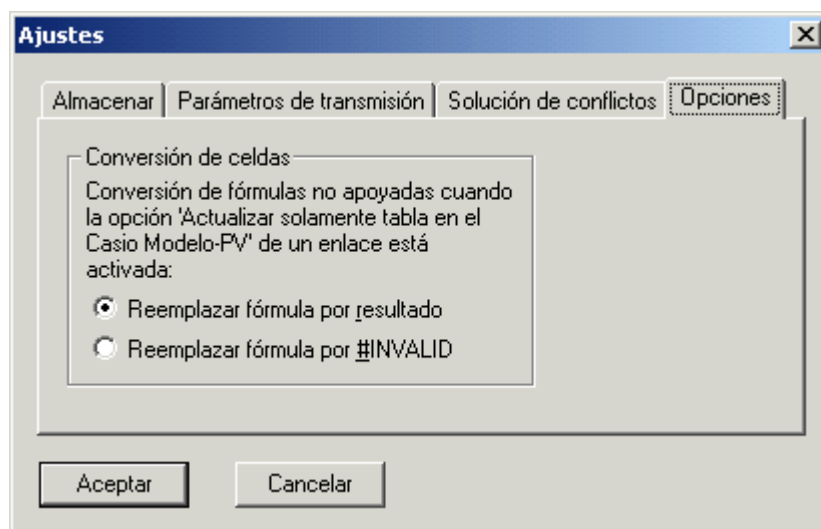 Ajustes
Almacenar
Parámetros de transmisión
Solución de conflictos
Opciones
Conversión de celdas
Conversión de fórmulas no apoyadas cuando
la opción 'Actualizar solamente tabla en el
Casio Modelo-PV' de un enlace está
activada:
Reemplazar fórmula por resultado
Reemplazar fórmula por #INVALID
Aceptar
Cancelar